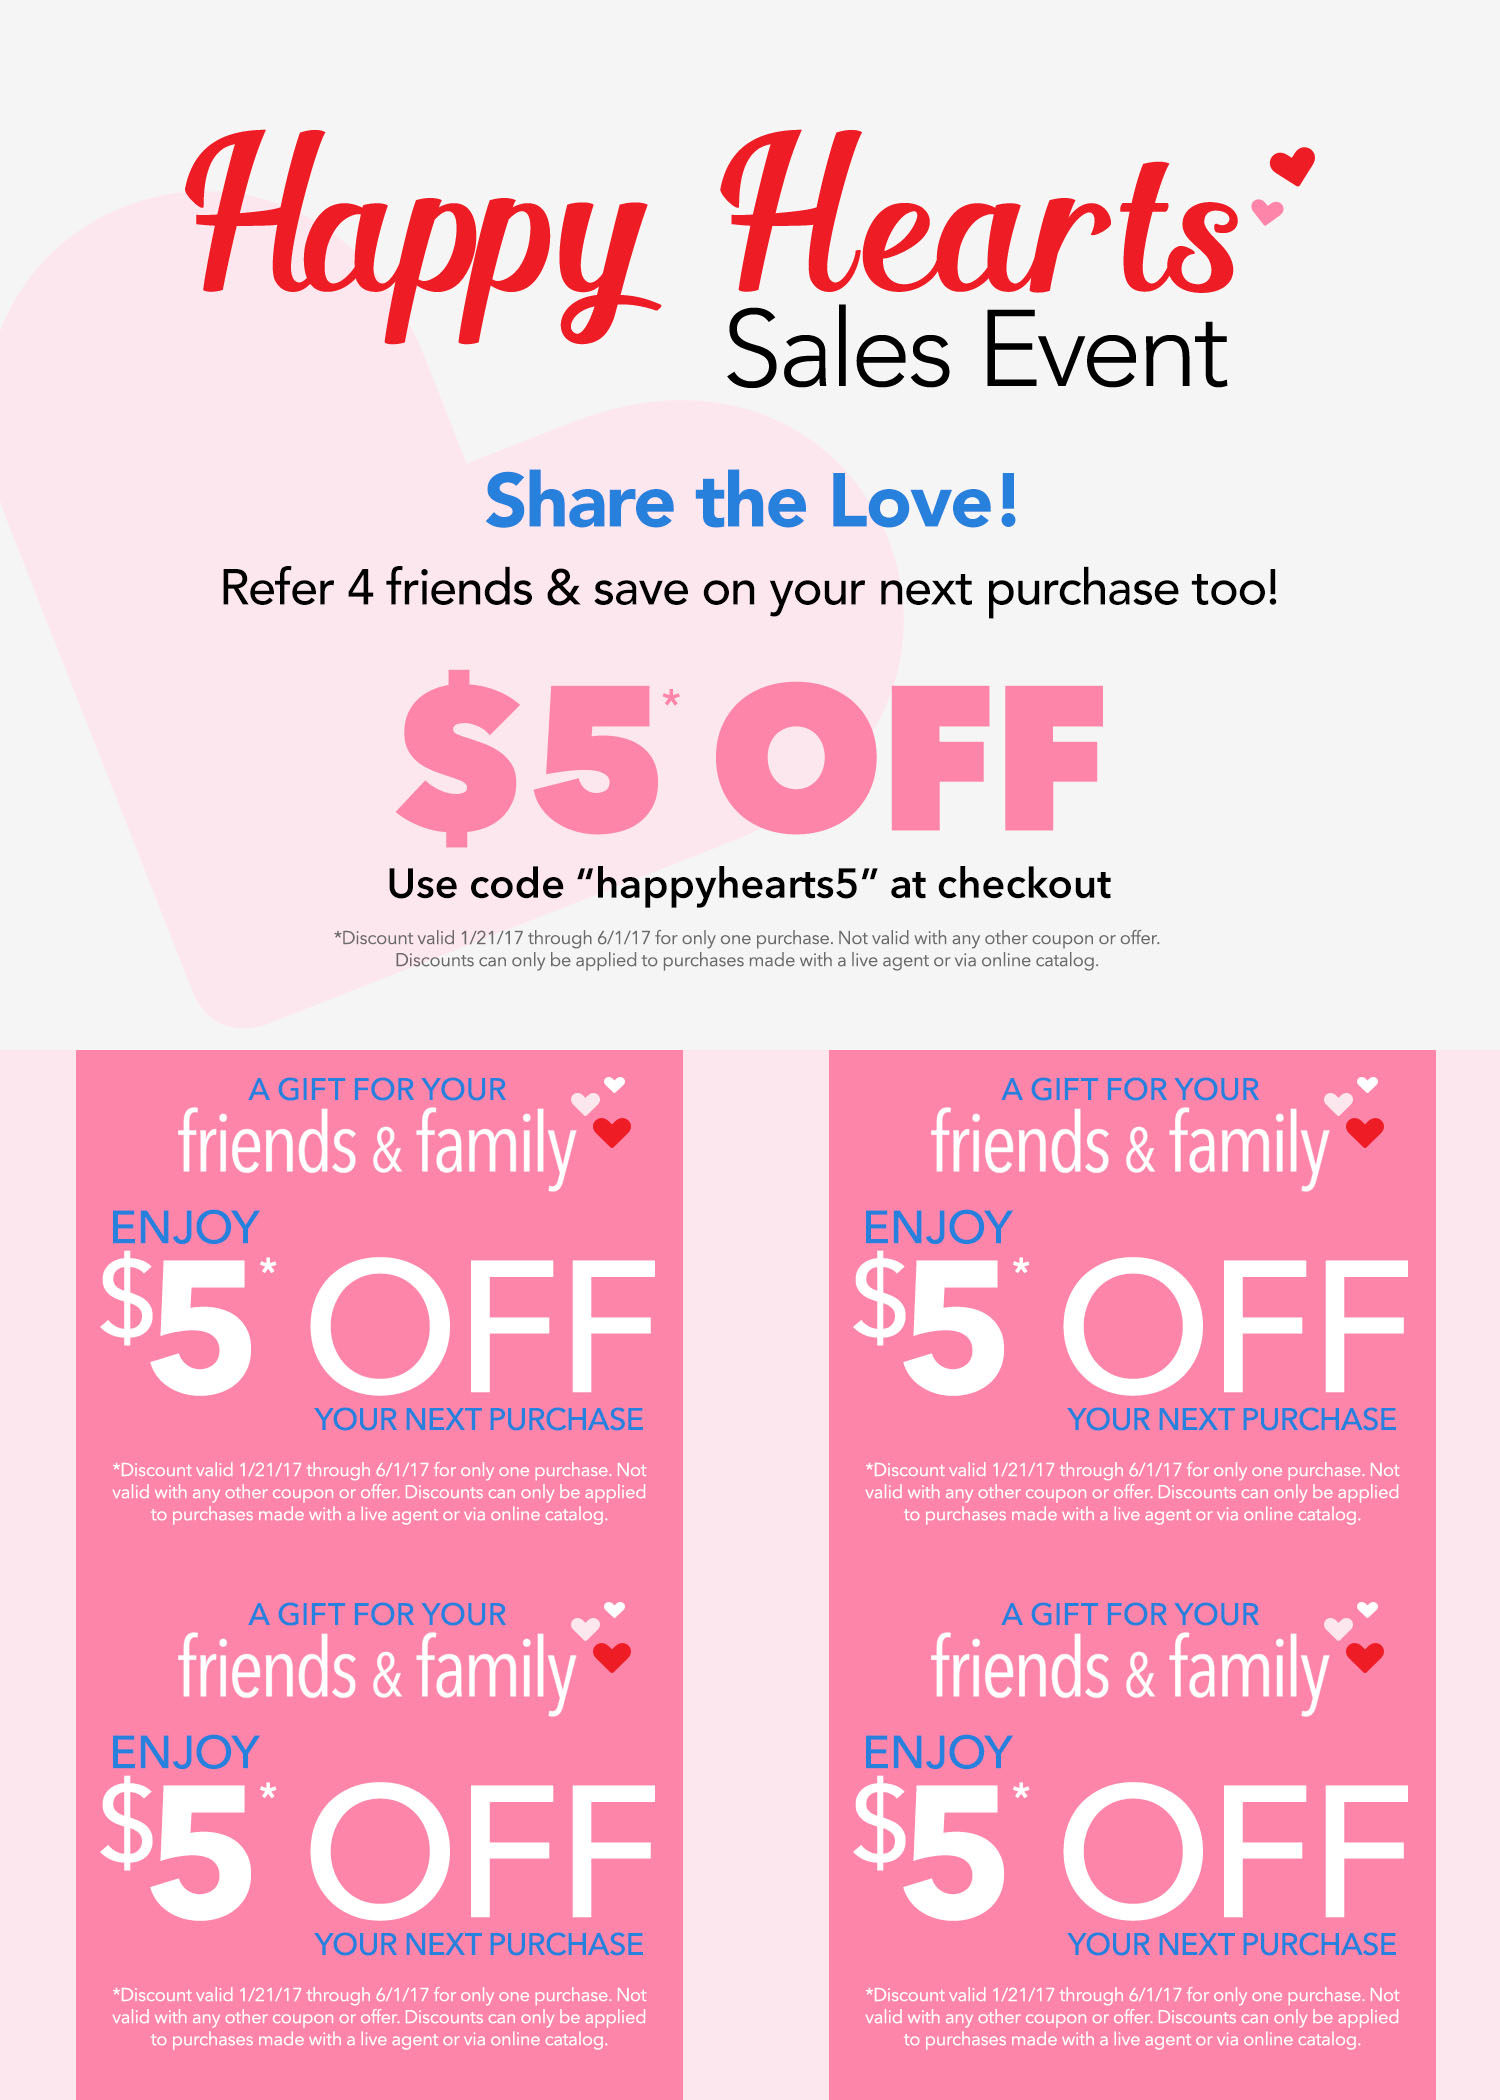 Happy Hearts
Sales Event
Share the Love!
Refer 4 friends & save on your next purchase too!
$5* OFF
Use code “happyhearts5” at checkout
*Discount valid 1/21/17 through 6/1/17 for only one purchase. Not valid with any other coupon or offer.
Discounts can only be applied to purchases made with a live agent or via online catalog.
A GIFT FOR YOUR
friends & family
ENJOY
$5* OFF
YOUR NEXT PURCHASE
*Discount valid 1/21/17 through 6/1/17 for only one purchase. Not
valid with any other coupon or offer. Discounts can only be applied
to purchases made with a live agent or via online catalog.
A GIFT FOR YOUR
friends & family
ENJOY
$5* OFF
YOUR NEXT PURCHASE
*Discount valid 1/21/17 through 6/1/17 for only one purchase. Not
valid with any other coupon or offer. Discounts can only be applied
to purchases made with a live agent or via online catalog.
A GIFT FOR YOUR
friends & family
ENJOY
$5* OFF
YOUR NEXT PURCHASE
*Discount valid 1/21/17 through 6/1/17 for only one purchase. Not
valid with any other coupon or offer. Discounts can only be applied
to purchases made with a live agent or via online catalog.
A GIFT FOR YOUR
friends & family
ENJOY
$5* OFF
YOUR NEXT PURCHASE
*Discount valid 1/21/17 through 6/1/17 for only one purchase. Not
valid with any other coupon or offer. Discounts can only be applied
to purchases made with a live agent or via online catalog.